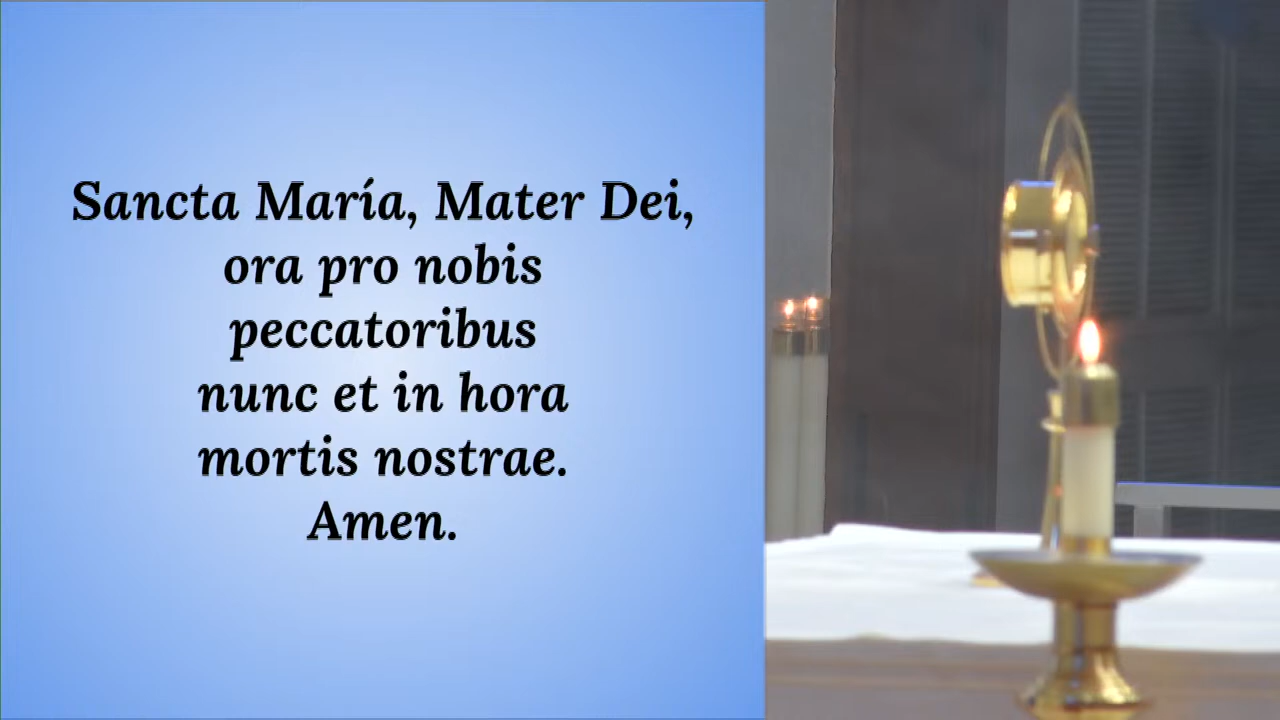 Sancta María, Mater Dei,
ora pro nobis
peccatoribus
nunc et in hora
mortis nostrae.
Amen.